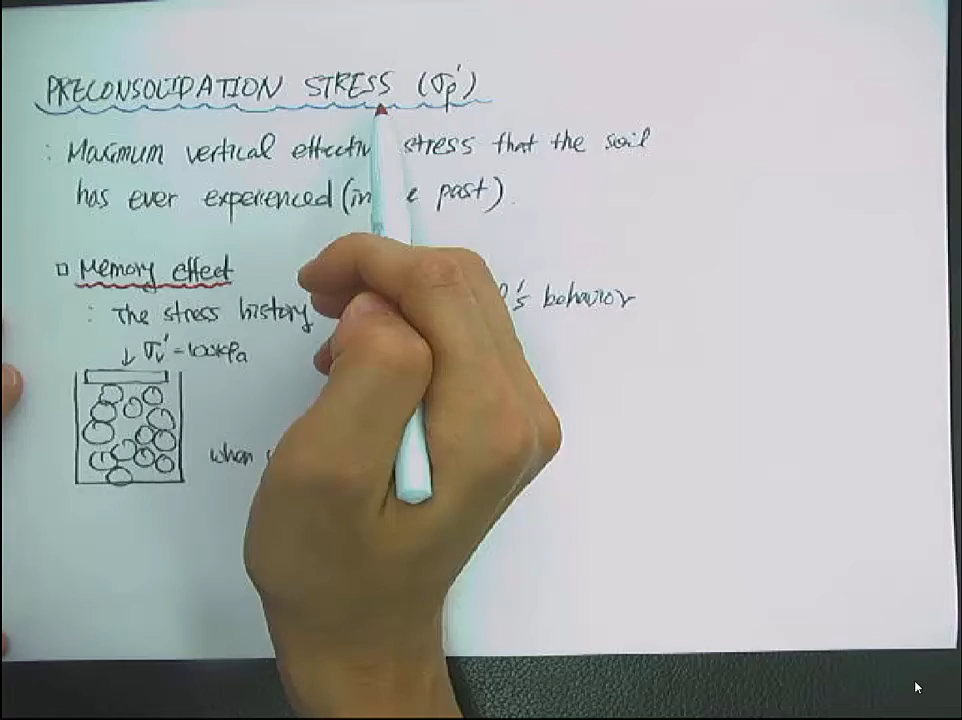 PRECONSOLIDATION STRESS (σp')
: Maximum vertical effectiv stress that the soil
has ever experienced (in e past).
□ Memory effect
: The stress history 's behavior
↓ σv' = 100kPa
when